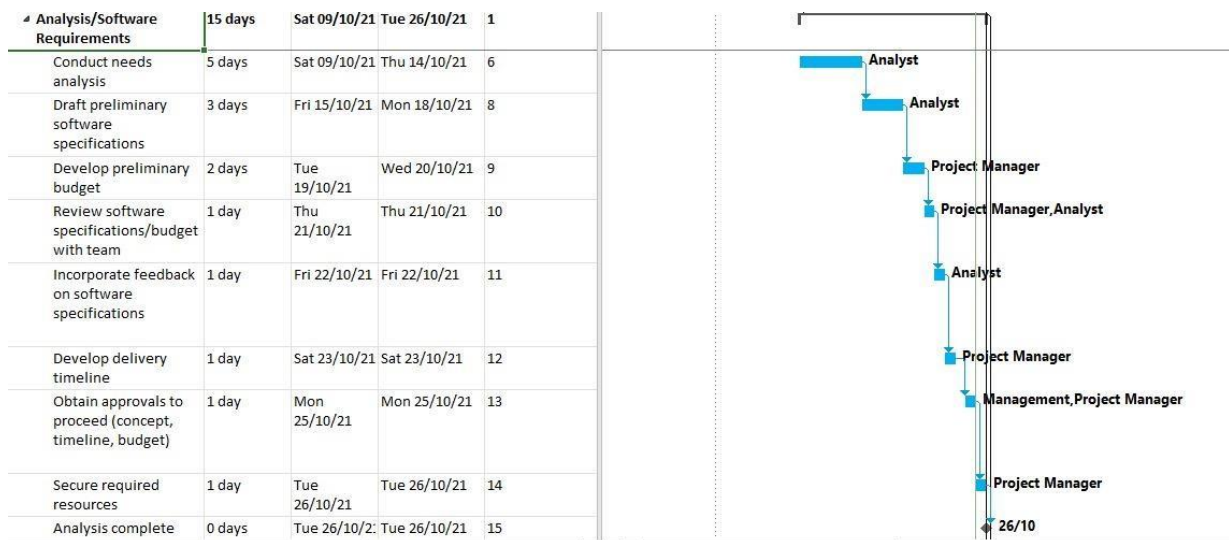 Analysis/Software 15 days Sat 09/10/21 Tue 26/10/21 1
Requirements
Conduct needs 5 days Sat 09/10/21 Thu 14/10/21 6 Analyst
analysis
Draft preliminary 3 days Fri 15/10/21 Mon 18/10/21 8 Analyst
software
specifications
Develop preliminary 2 days Tue Wed 20/10/21 9 Project Manager
budget 19/10/21
Review software 1 day Thu Thu 21/10/21 10 Project Manager,Analyst
specifications/budget 21/10/21
with team
Incorporate feedback 1 day Fri 22/10/21 Fri 22/10/21 11 Analyst
on software
specifications
Develop delivery 1 day Sat 23/10/21 Sat 23/10/21 12 Project Manager
timeline
Obtain approvals to 1 day Mon Mon 25/10/21 13 Management,Project Manager
proceed (concept, 25/10/21
timeline, budget)
Secure required 1 day Tue Tue 26/10/21 14 Project Manager
resources 26/10/21
Analysis complete 0 days Tue 26/10/2 Tue 26/10/21 15 26/10